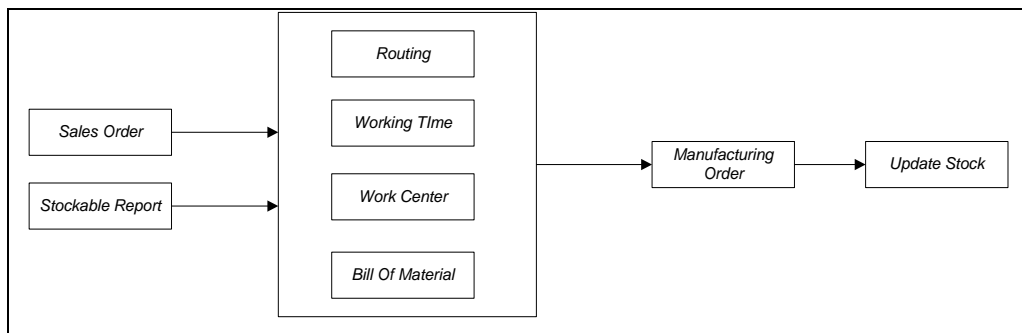 Routing
Sales Order
Working TIme
Manufacturing
Order
Update Stock
Stockable Report
Work Center
Bill Of Material